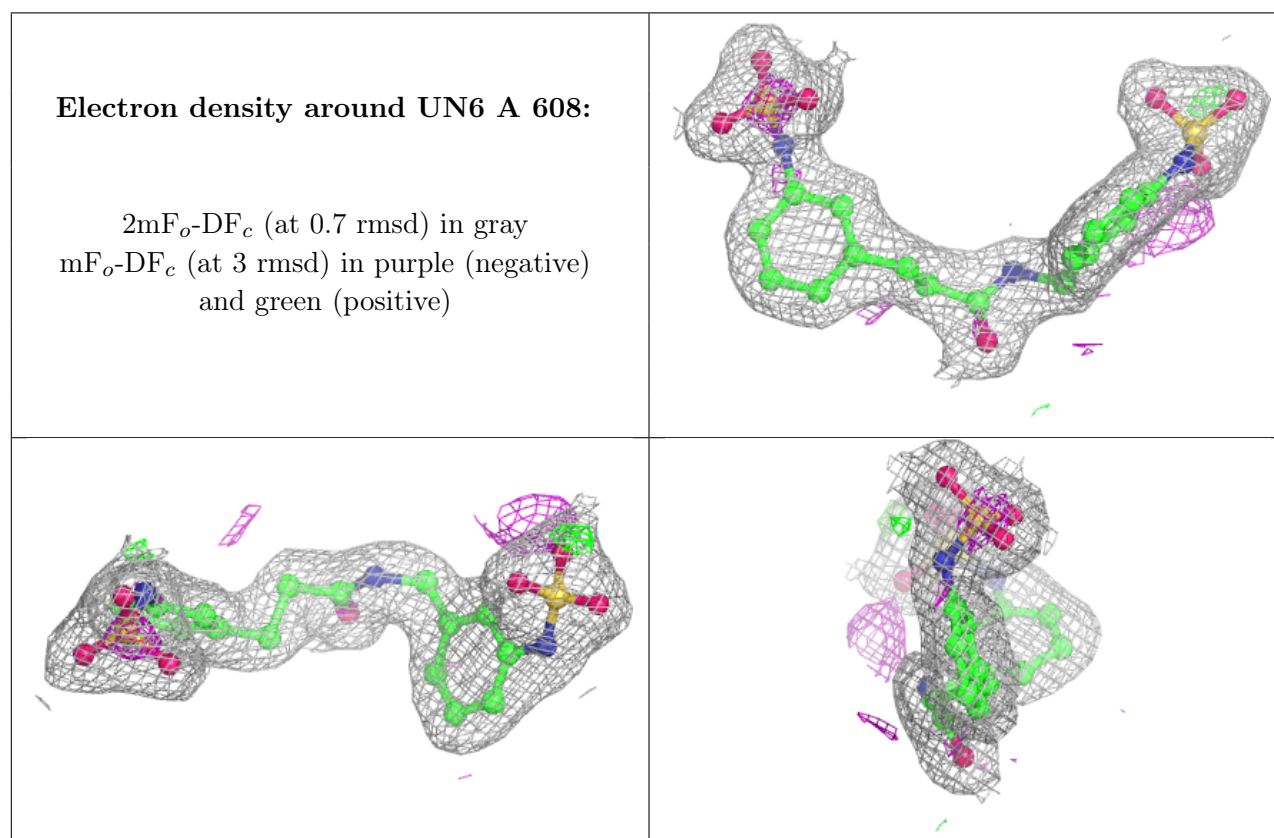 Electron density around UN6 A 608:
2mFₒ-DF𝒸 (at 0.7 rmsd) in gray
mFₒ-DF𝒸 (at 3 rmsd) in purple (negative)
and green (positive)